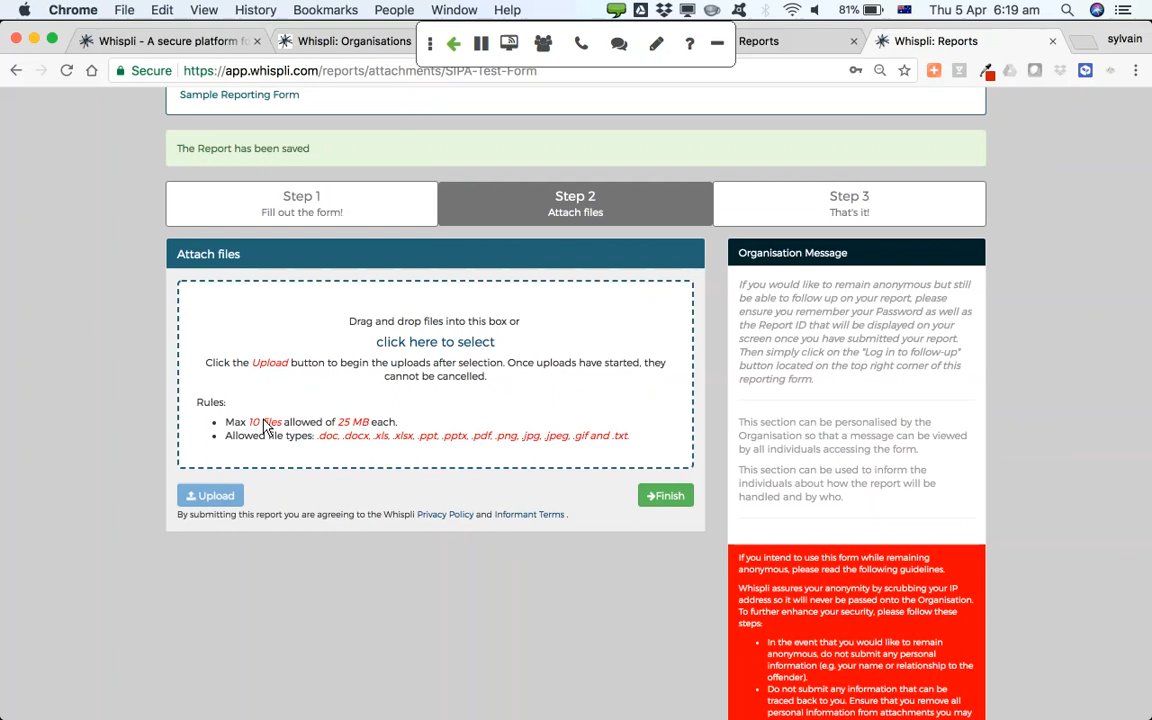 Chrome File Edit View History Bookmarks People Window Help 81% Thu 5 Apr 6:19 am
Whispli - A secure platform fo × Whispli: Organisations Reports × Whispli: Reports × sylvain
Secure https://app.whispli.com/reports/attachments/SIPA-Test-Form
Sample Reporting Form
The Report has been saved
Step 1
Fill out the form!
Step 2
Attach files
Step 3
That's it!
Attach files
Drag and drop files into this box or
click here to select
Click the Upload button to begin the uploads after selection. Once uploads have started, they
cannot be cancelled.
Rules:
• Max 10 files allowed of 25 MB each.
• Allowed file types: .doc, .docx, .xls, .xlsx, .ppt, .pptx, .pdf, .png, .jpg, .jpeg, .gif and .txt.
Upload
Finish
By submitting this report you are agreeing to the Whispli Privacy Policy and Informant Terms .
Organisation Message
If you would like to remain anonymous but still
be able to follow up on your report, please
ensure you remember your Password as well as
the Report ID that will be displayed on your
screen once you have submitted your report.
Then simply click on the "Log in to follow-up"
button located on the top right corner of this
reporting form.
This section can be personalised by the
Organisation so that a message can be viewed
by all individuals accessing the form.
This section can be used to inform the
individuals about how the report will be
handled and by who.
If you intend to use this form while remaining
anonymous, please read the following guidelines.
Whispli assures your anonymity by scrubbing your IP
address so it will never be passed onto the Organisation.
To further enhance your security, please follow these
steps:
• In the event that you would like to remain
anonymous, do not submit any personal
information (e.g. your name or relationship to the
offender).
• Do not submit any information that can be
traced back to you. Ensure that you remove all
personal information from attachments you may